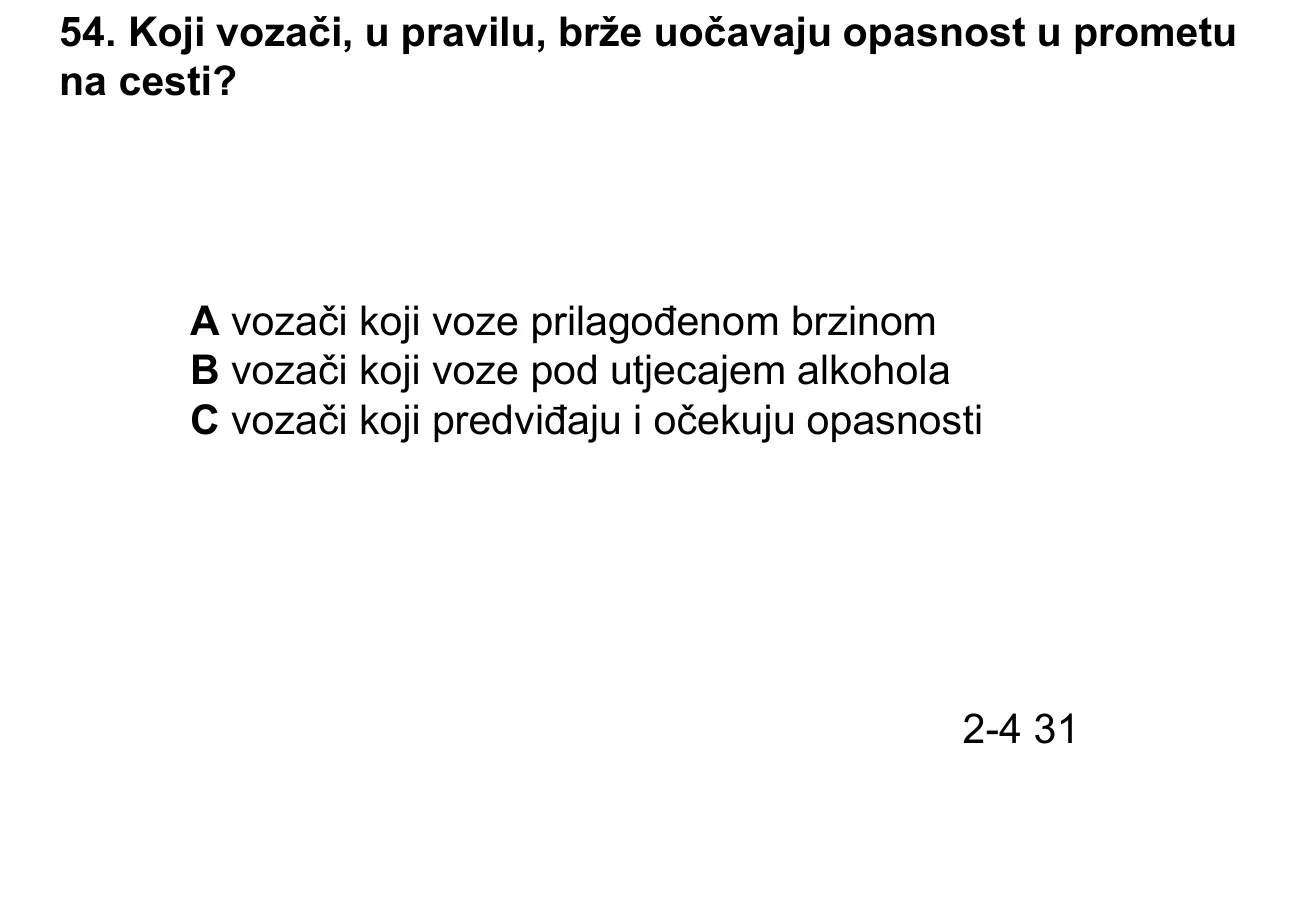 54. Koji vozači, u pravilu, brže uočavaju opasnost u prometu
na cesti?
A vozači koji voze prilagođenom brzinom
B vozači koji voze pod utjecajem alkohola
C vozači koji predviđaju i očekuju opasnosti
2-4 31